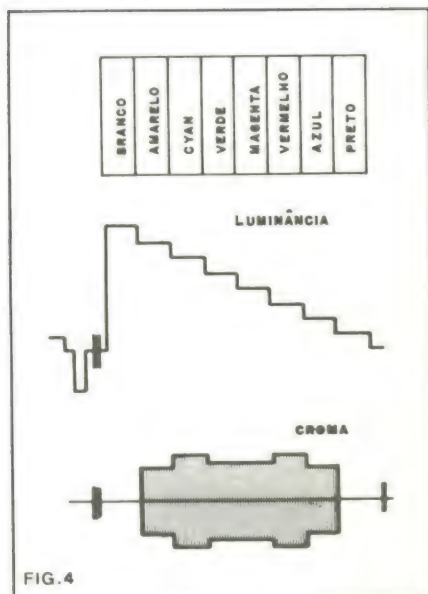 BRANCO
AMARELO
CYAN
VERDE
MAGENTA
VERMELHO
AZUL
PRETO
LUMINÂNCIA
CROMA
FIG.4